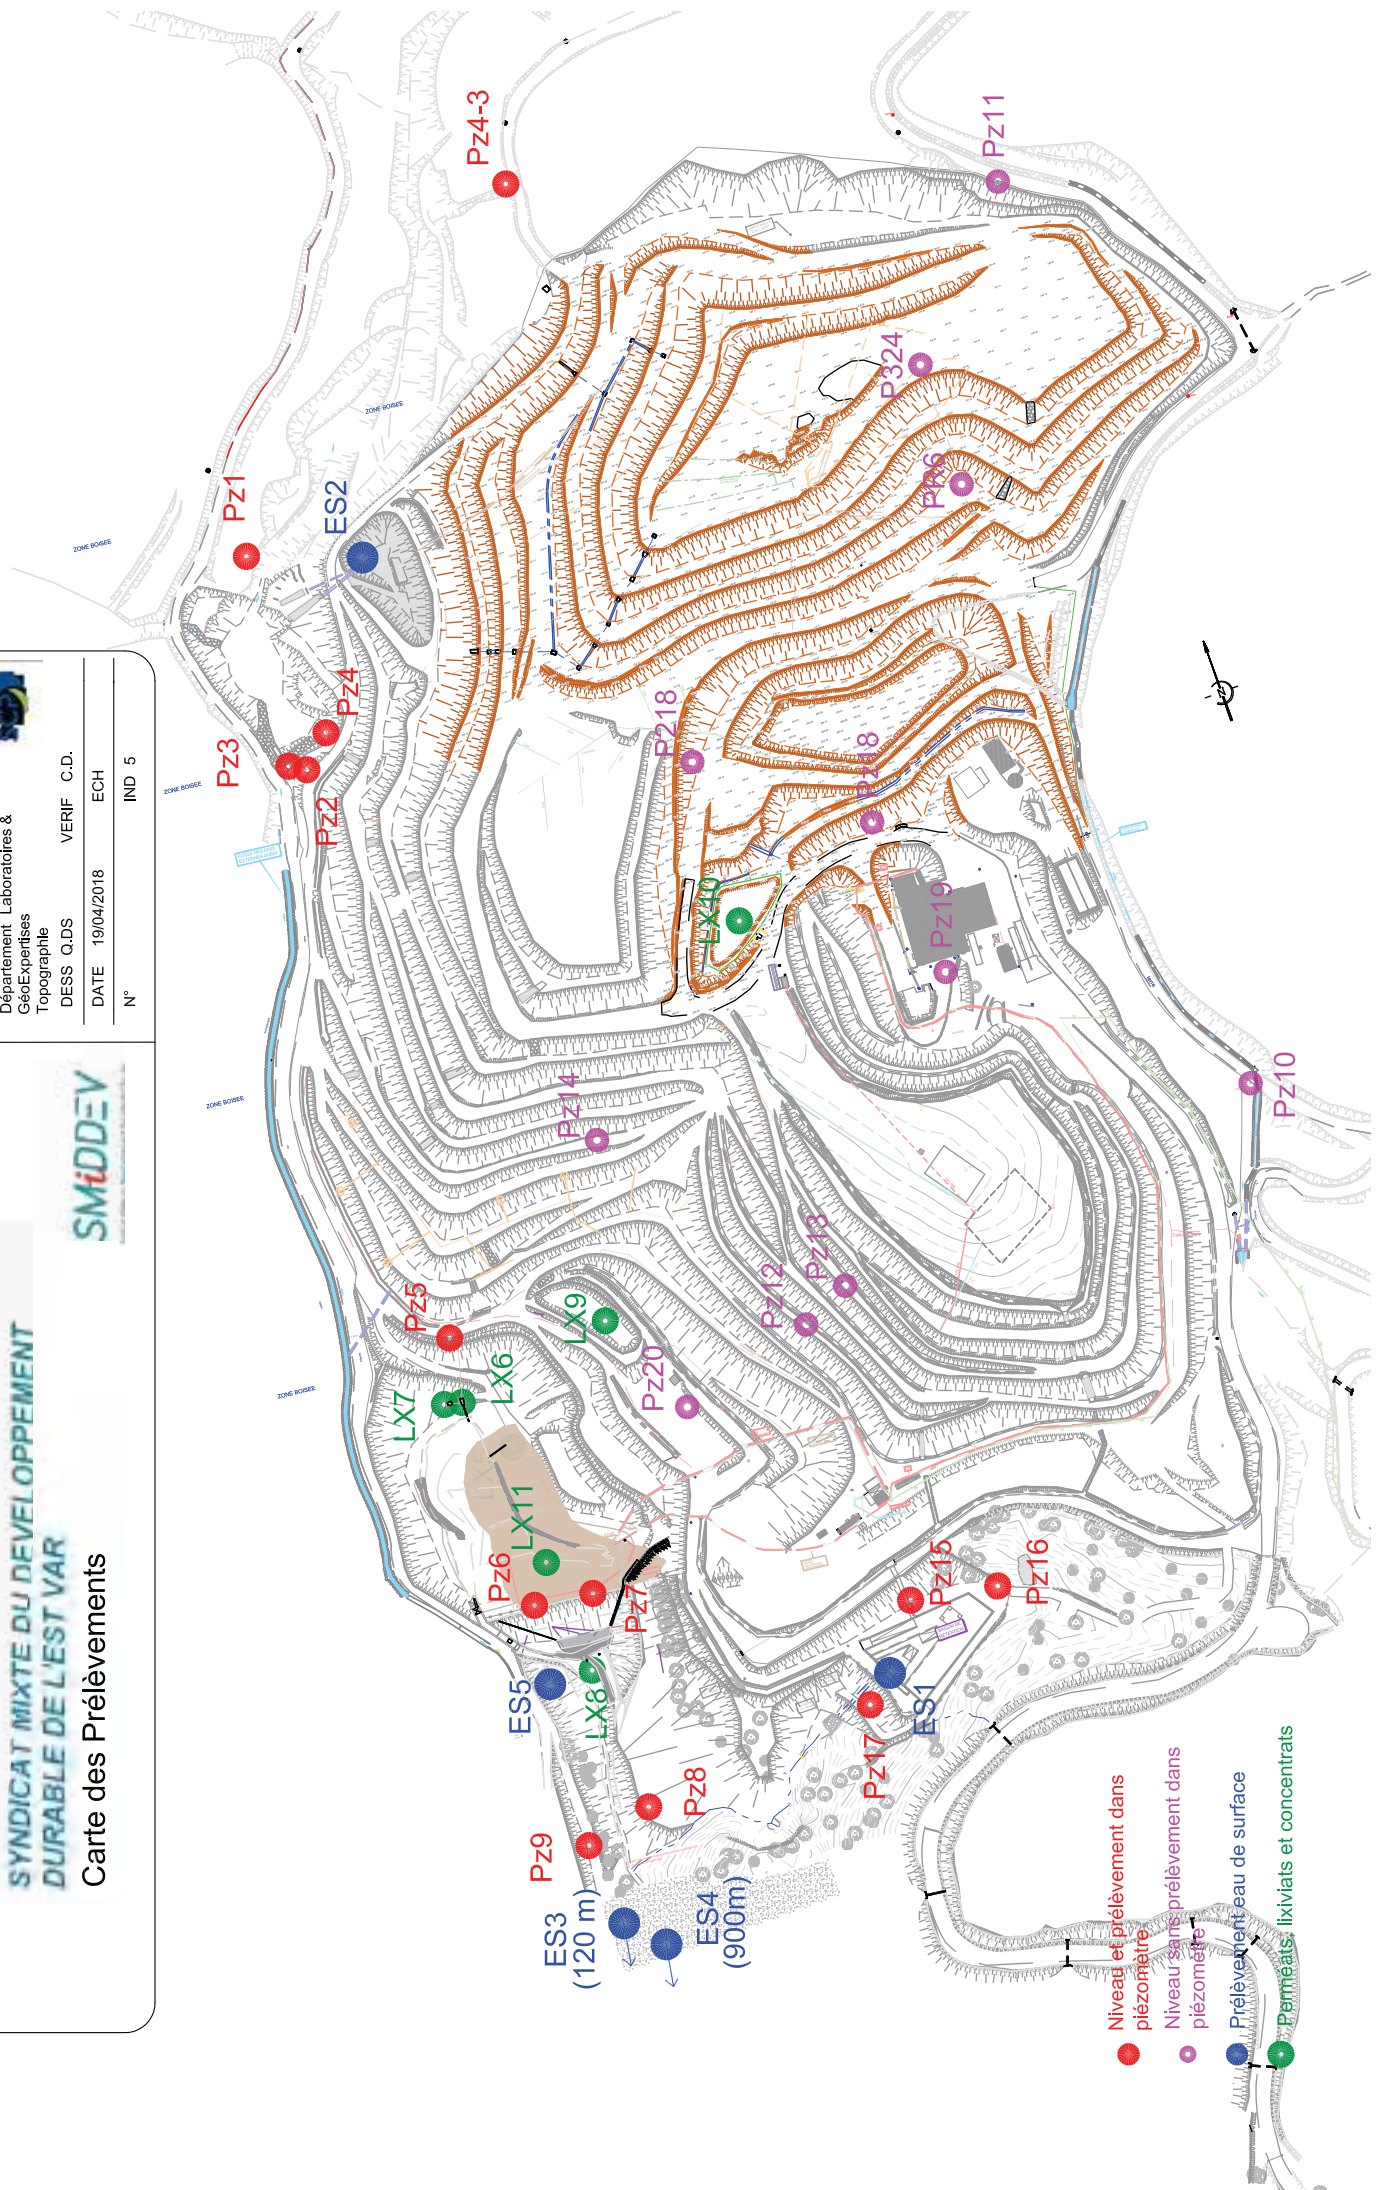 SYNDICAT MIXTE DU DEVELOPPEMENT
DURABLE DE L'EST VAR
Carte des Prélèvements
SMiDDEV
Département Laboratoires &
GéoExpertises
Topographie
DESS Q.DS VERIF C.D.
DATE 19/04/2018 ECH
N° IND 5
ZONE BOISEE
ZONE BOISEE
ZONE BOISEE
ZONE BOISEE
ZONE BOISEE
Pz4-3
Pz11
Pz1
ES2
P324
PR6
Pz3
Pz4
Pz2
P218
Pz18
LX10
Pz19
Pz14
Pz10
Pz13
Pz12
Pz5
LX9
LX6
LX7
Pz20
LX11
Pz6
Pz7
Pz15
Pz16
ES5
LX8
ES1
Pz17
Pz8
Pz9
ES3
(120 m)
ES4
(900m)
Niveau et prélèvement dans
piézomètre
Niveau sans prélèvement dans
piézomètre
Prélèvement eau de surface
Permeats, lixiviats et concentrats